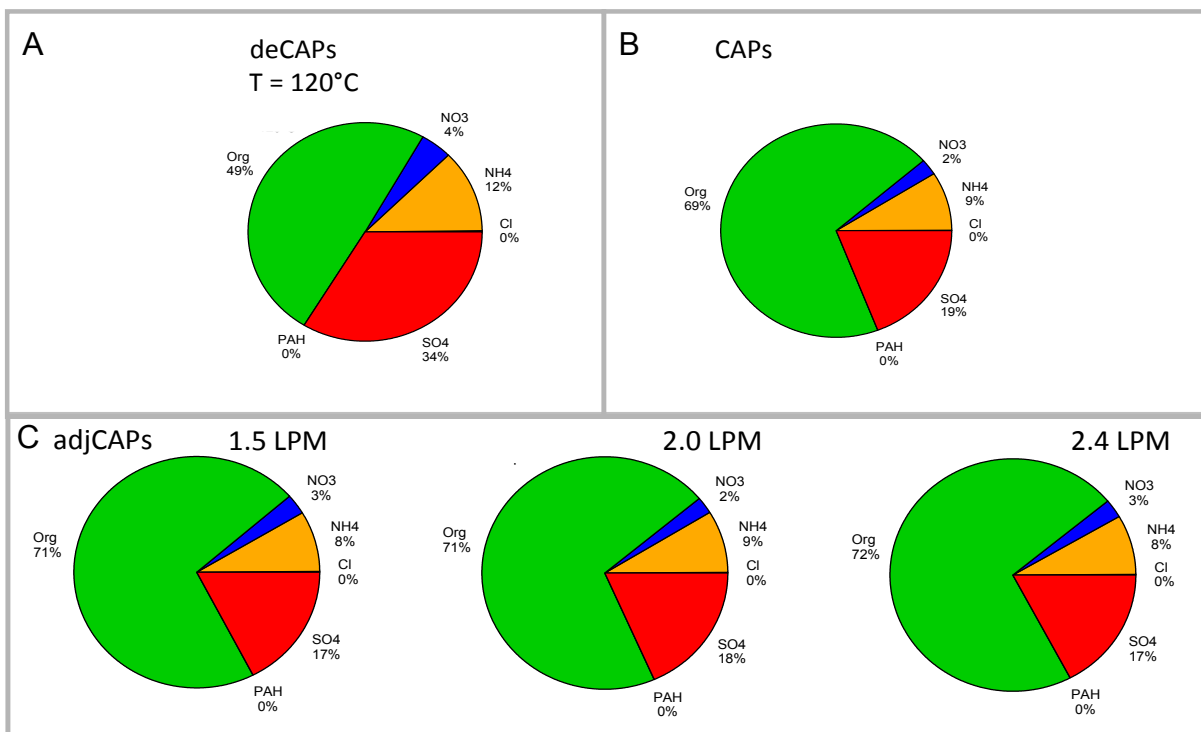 A
deCAPs
T = 120°C
NO3
4%
Org
49%
NH4
12%
Cl
0%
PAH
0%
SO4
34%
B
CAPs
NO3
2%
Org
69%
NH4
9%
Cl
0%
SO4
19%
PAH
0%
C adjCAPs
1.5 LPM
NO3
3%
Org
71%
NH4
8%
Cl
0%
SO4
17%
PAH
0%
2.0 LPM
NO3
2%
Org
71%
NH4
9%
Cl
0%
SO4
18%
PAH
0%
2.4 LPM
NO3
3%
Org
72%
NH4
8%
Cl
0%
SO4
17%
PAH
0%